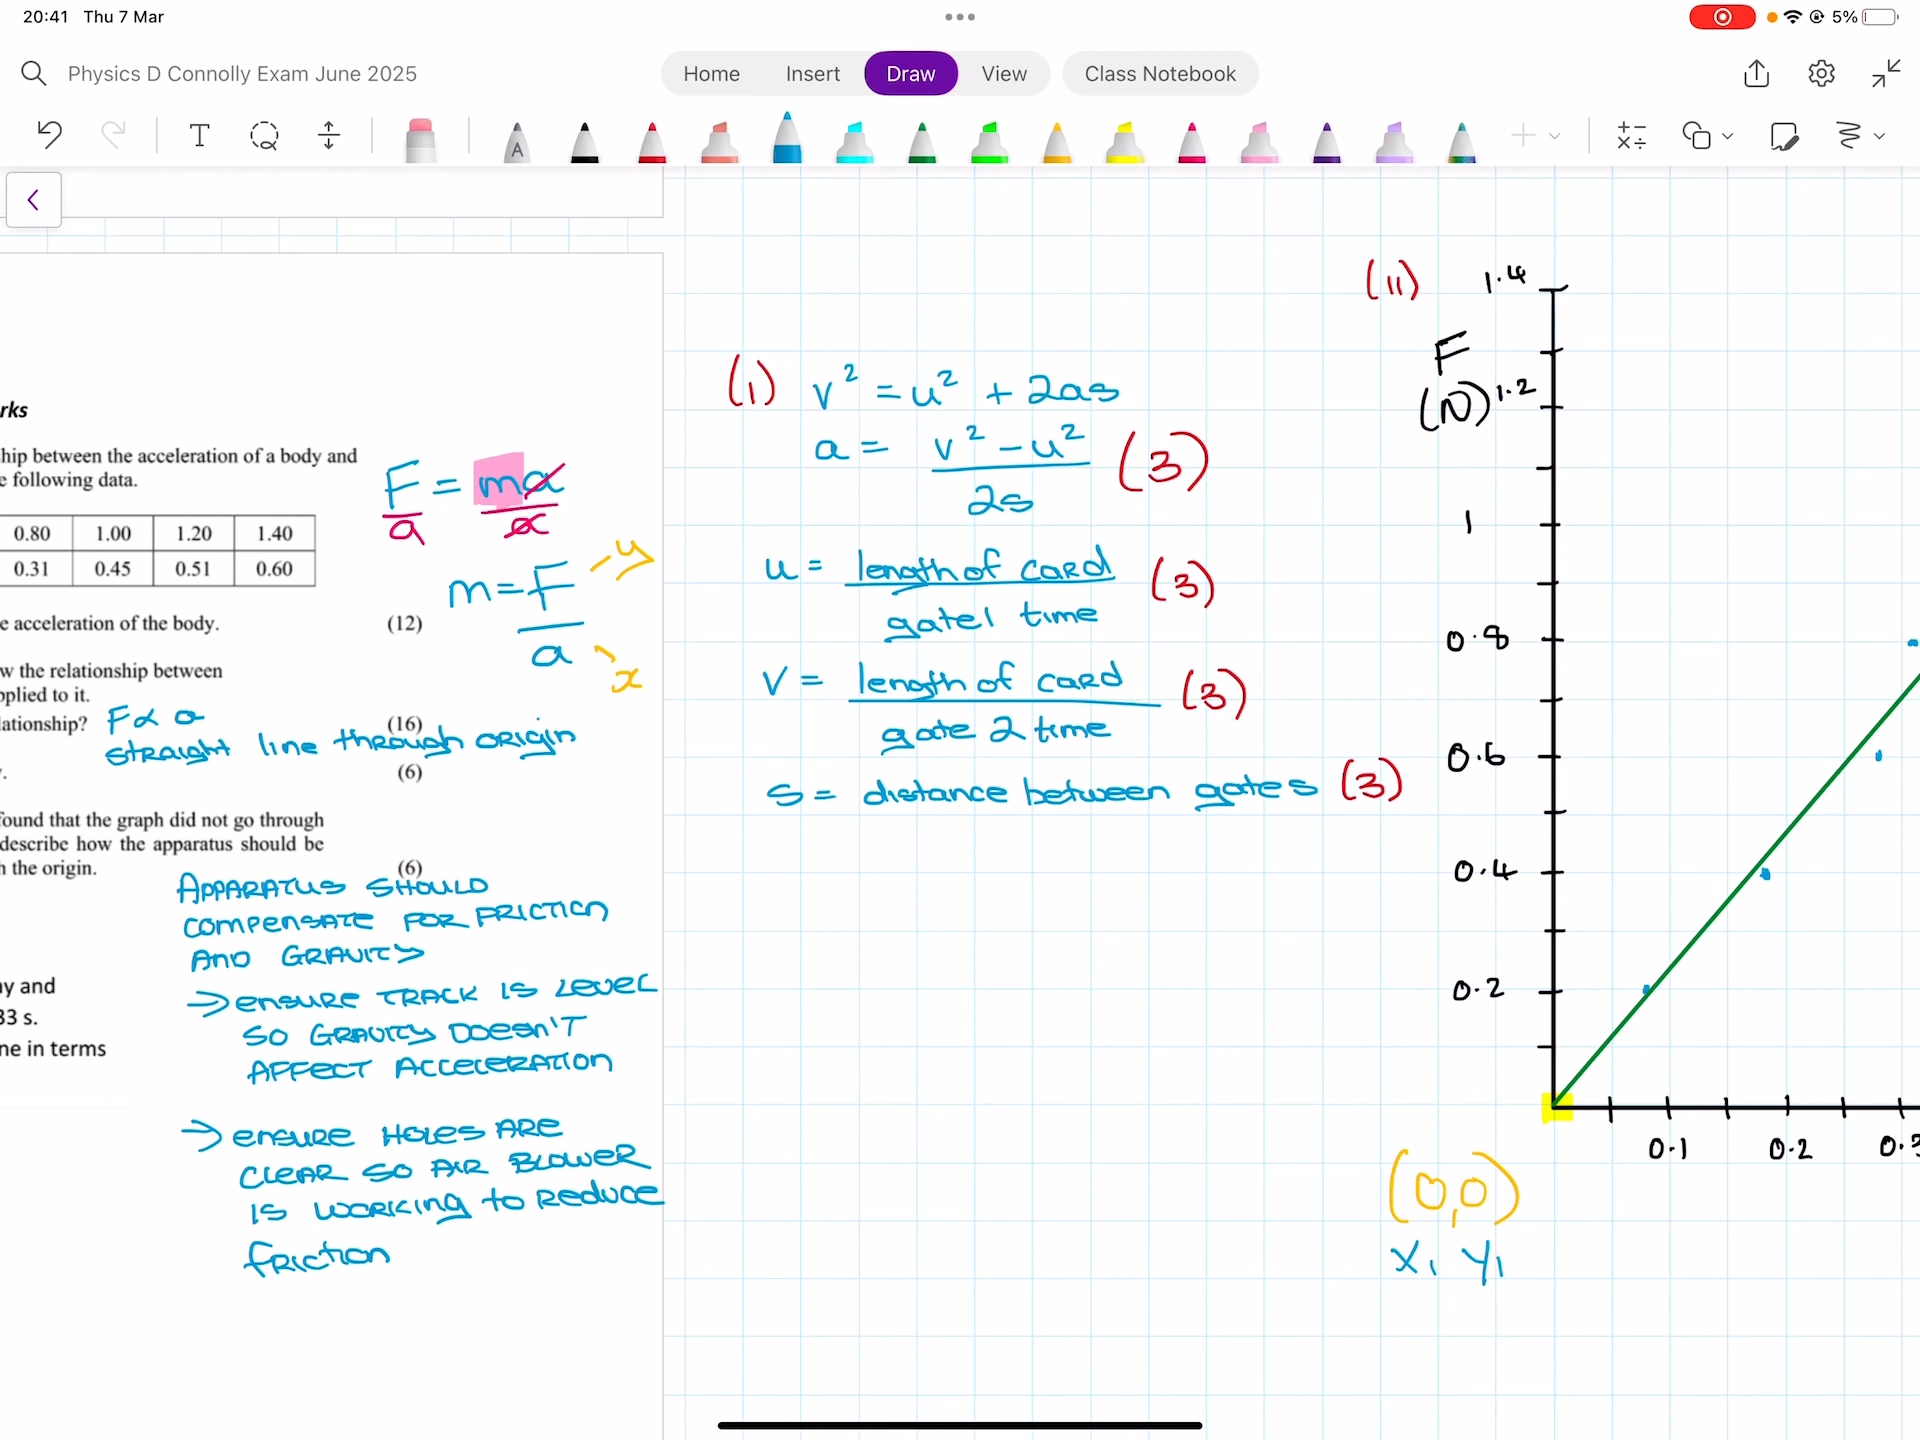 20:41 Thu 7 Mar
5%
Physics D Connolly Exam June 2025
Home Insert Draw View Class Notebook
T
A
rks
hip between the acceleration of a body and
e following data.
0.80 1.00 1.20 1.40
0.31 0.45 0.51 0.60
e acceleration of the body. (12)
w the relationship between
pplied to it.
lationship? (16)
F∝ a
straight line through origin
. (6)
found that the graph did not go through
describe how the apparatus should be
h the origin. (6)
ay and
33 s.
ne in terms
F = ma
a a
m = F y
a x
APPARATUS SHOULD
COMPENSATE FOR FRICTION
AND GRAVITY
→ ENSURE TRACK IS LEVEL
SO GRAVITY DOESN'T
AFFECT ACCELERATION
→ ENSURE HOLES ARE
CLEAR SO AIR BLOWER
IS WORKING to REDUCE
FRICTION
(i) v² = u² + 2as
a = v² - u² (3)
2s
u = length of card (3)
gate 1 time
v = length of card (3)
gate 2 time
s = distance between gates (3)
(ii) 1.4
F
(N) 1.2
1
0.8
0.6
0.4
0.2
0.1 0.2 0.3
(0,0)
x₁ y₁